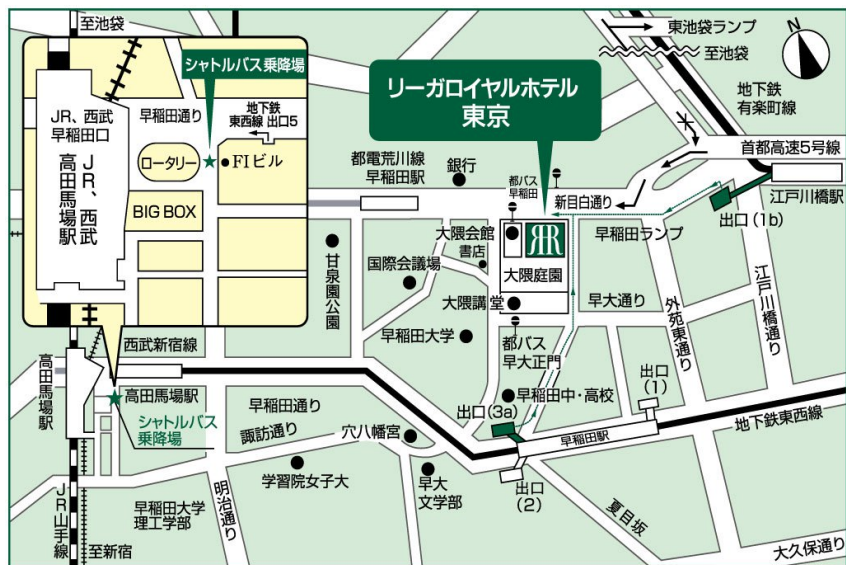 至池袋
シャトルバス乗降場
JR、西武
早稲田口
JR、西武
高田馬場駅
早稲田通り
地下鉄
東西線 出口5
ロータリー
FIビル
BIG BOX
リーガロイヤルホテル
東京
東池袋ランプ
至池袋
N
地下鉄
有楽町線
首都高速5号線
江戸川橋駅
出口(1b)
都電荒川線
早稲田駅
銀行
都バス
早稲田
新目白通り
早稲田ランプ
大隈会館
書店
RR
大隈庭園
国際会議場
甘泉園公園
大隈講堂
早大通り
外苑東通り
江戸川橋通り
早稲田大学
都バス
早大正門
西武新宿線
高田馬場駅
高田馬場駅
シャトルバス
乗降場
早稲田通り
諏訪通り
穴八幡宮
早稲田中・高校
出口(3a)
出口
(1)
早稲田駅
地下鉄東西線
学習院女子大
早大
文学部
出口
(2)
夏目坂
大久保通り
早稲田大学
理工学部
明治通り
JR山手線
至新宿